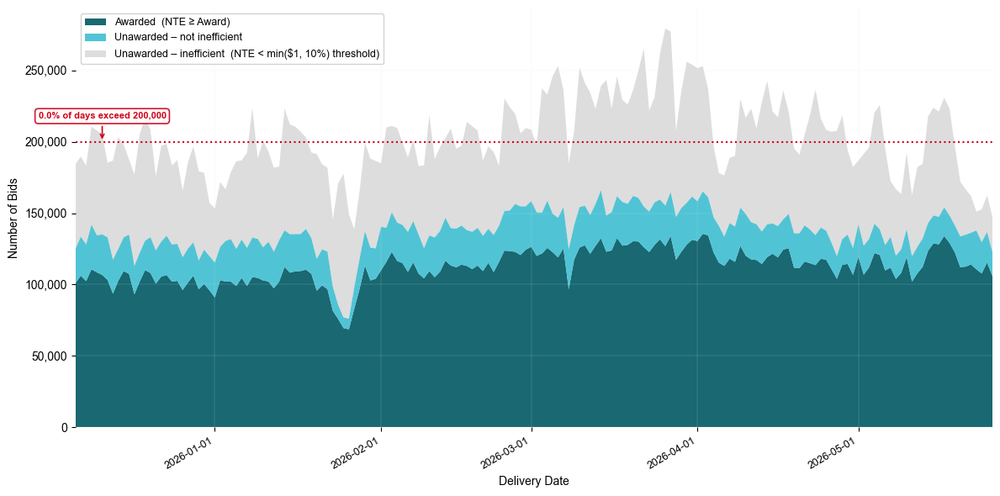 Awarded  (NTE ≥ Award)
Unawarded – not inefficient
Unawarded – inefficient  (NTE < min($1, 10%) threshold)
250,000
0.0% of days exceed 200,000
200,000
150,000
100,000
50,000
0
Number of Bids
2026-01-01
2026-02-01
2026-03-01
2026-04-01
2026-05-01
Delivery Date